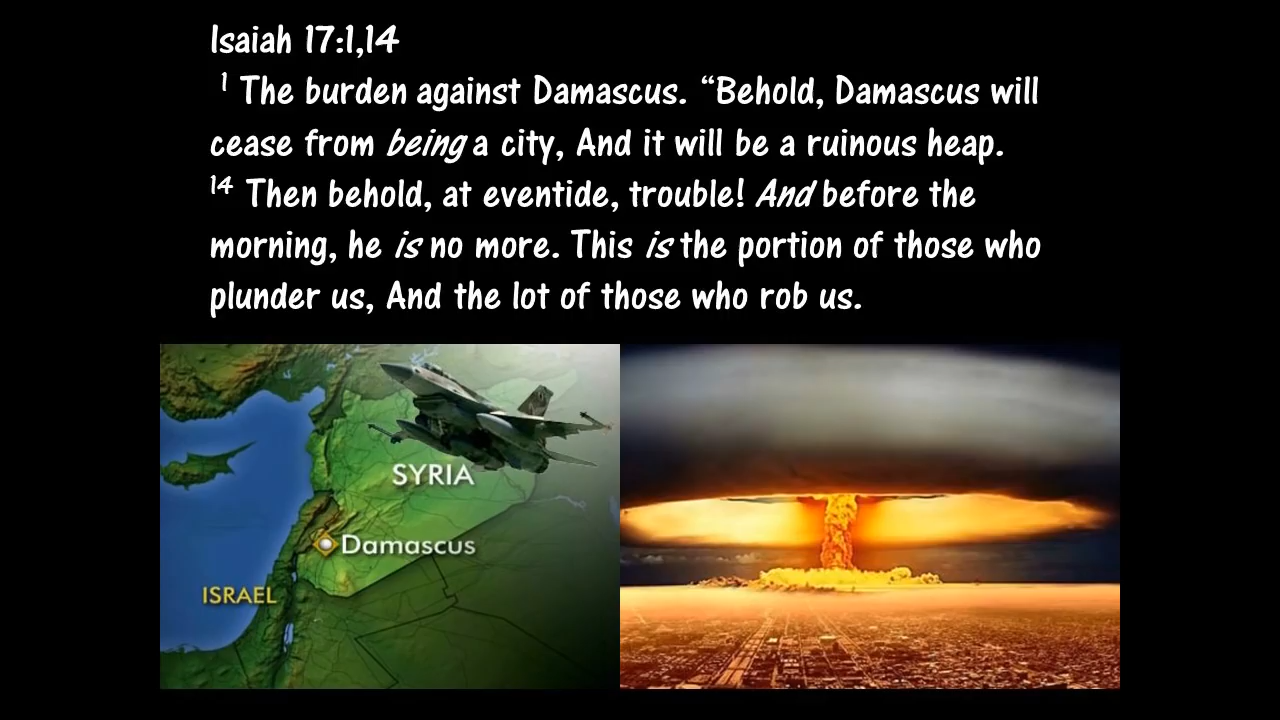 Isaiah 17:1,14
1 The burden against Damascus. “Behold, Damascus will
cease from being a city, And it will be a ruinous heap.
14 Then behold, at eventide, trouble! And before the
morning, he is no more. This is the portion of those who
plunder us, And the lot of those who rob us.
SYRIA
Damascus
ISRAEL